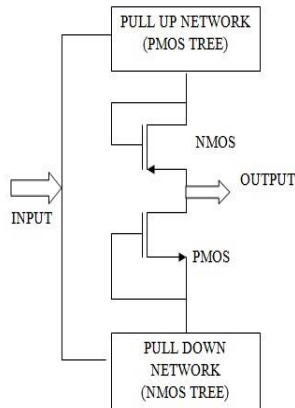 PULL UP NETWORK
(PMOS TREE)
NMOS
OUTPUT
INPUT
PMOS
PULL DOWN
NETWORK
(NMOS TREE)